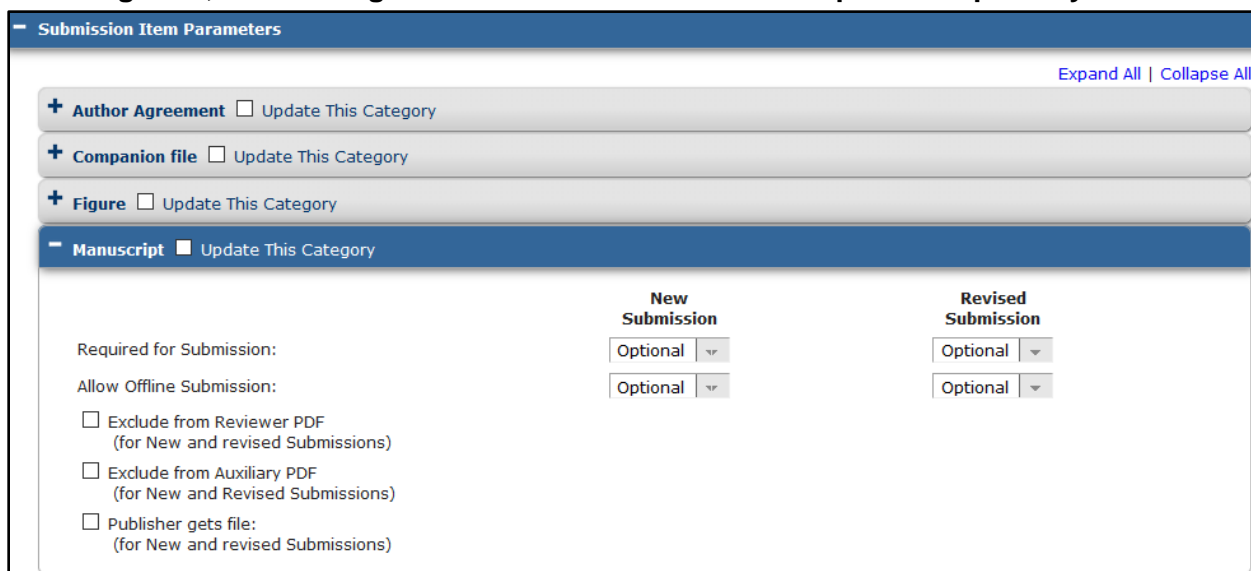 Submission Item Parameters
Expand All | Collapse All
Author Agreement Update This Category
Companion file Update This Category
Figure Update This Category
Manuscript Update This Category
New Revised
Submission Submission
Required for Submission: Optional Optional
Allow Offline Submission: Optional Optional
Exclude from Reviewer PDF
(for New and revised Submissions)
Exclude from Auxiliary PDF
(for New and Revised Submissions)
Publisher gets file:
(for New and revised Submissions)